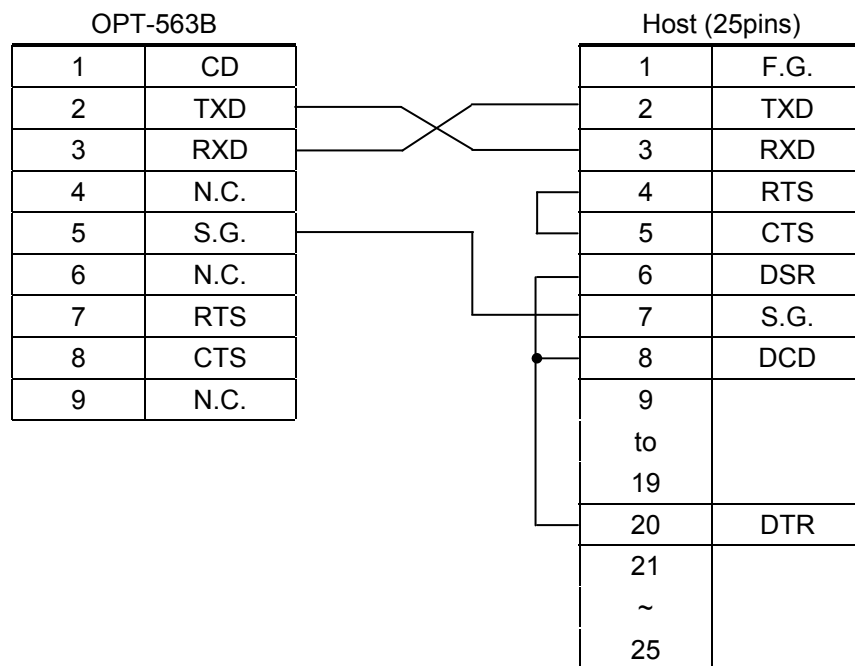 OPT-563B Host (25pins)
1 CD 1 F.G.
2 TXD 2 TXD
3 RXD 3 RXD
4 N.C. 4 RTS
5 S.G. 5 CTS
6 N.C. 6 DSR
7 RTS 7 S.G.
8 CTS 8 DCD
9 N.C. 9
to
19
20 DTR
21
~
25